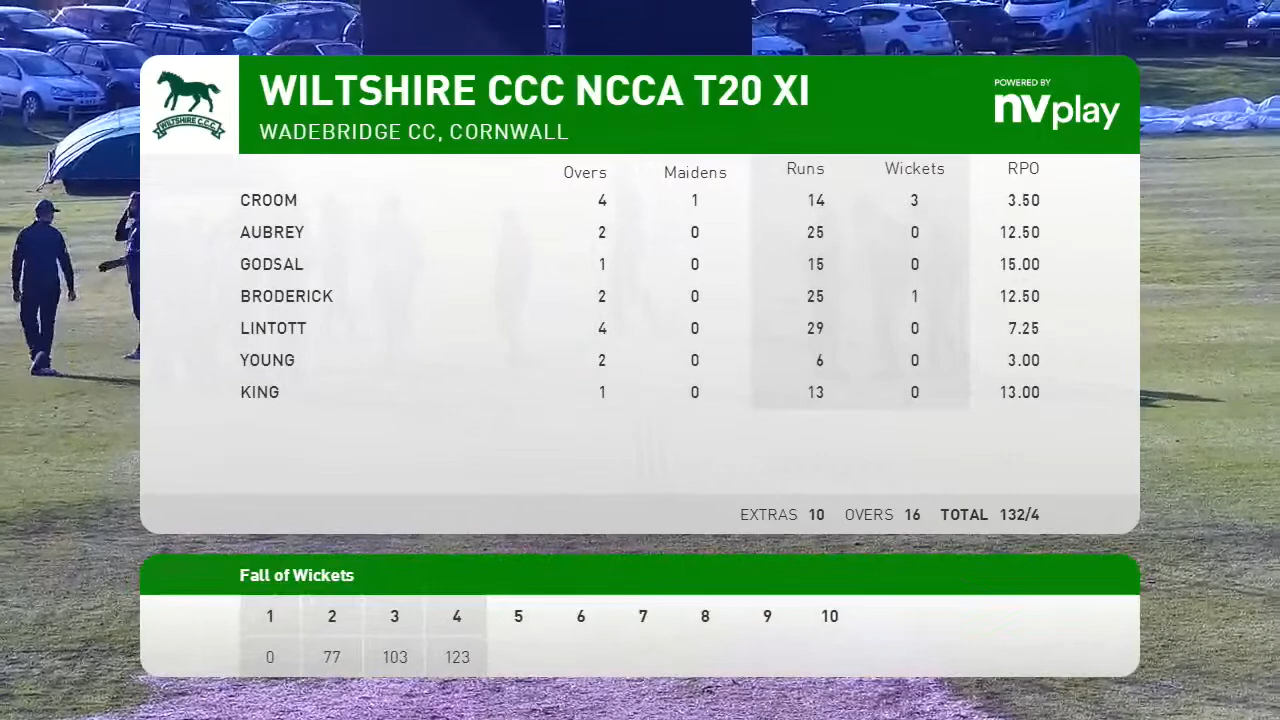 WILTSHIRE CCC NCCA T20 XI
WADEBRIDGE CC, CORNWALL
POWERED BY
nvplay
WILTSHIRE C.C.C.
Overs Maidens Runs Wickets RPO
CROOM 4 1 14 3 3.50
AUBREY 2 0 25 0 12.50
GODSAL 1 0 15 0 15.00
BRODERICK 2 0 25 1 12.50
LINTOTT 4 0 29 0 7.25
YOUNG 2 0 6 0 3.00
KING 1 0 13 0 13.00
EXTRAS 10 OVERS 16 TOTAL 132/4
Fall of Wickets
1 2 3 4 5 6 7 8 9 10
0 77 103 123